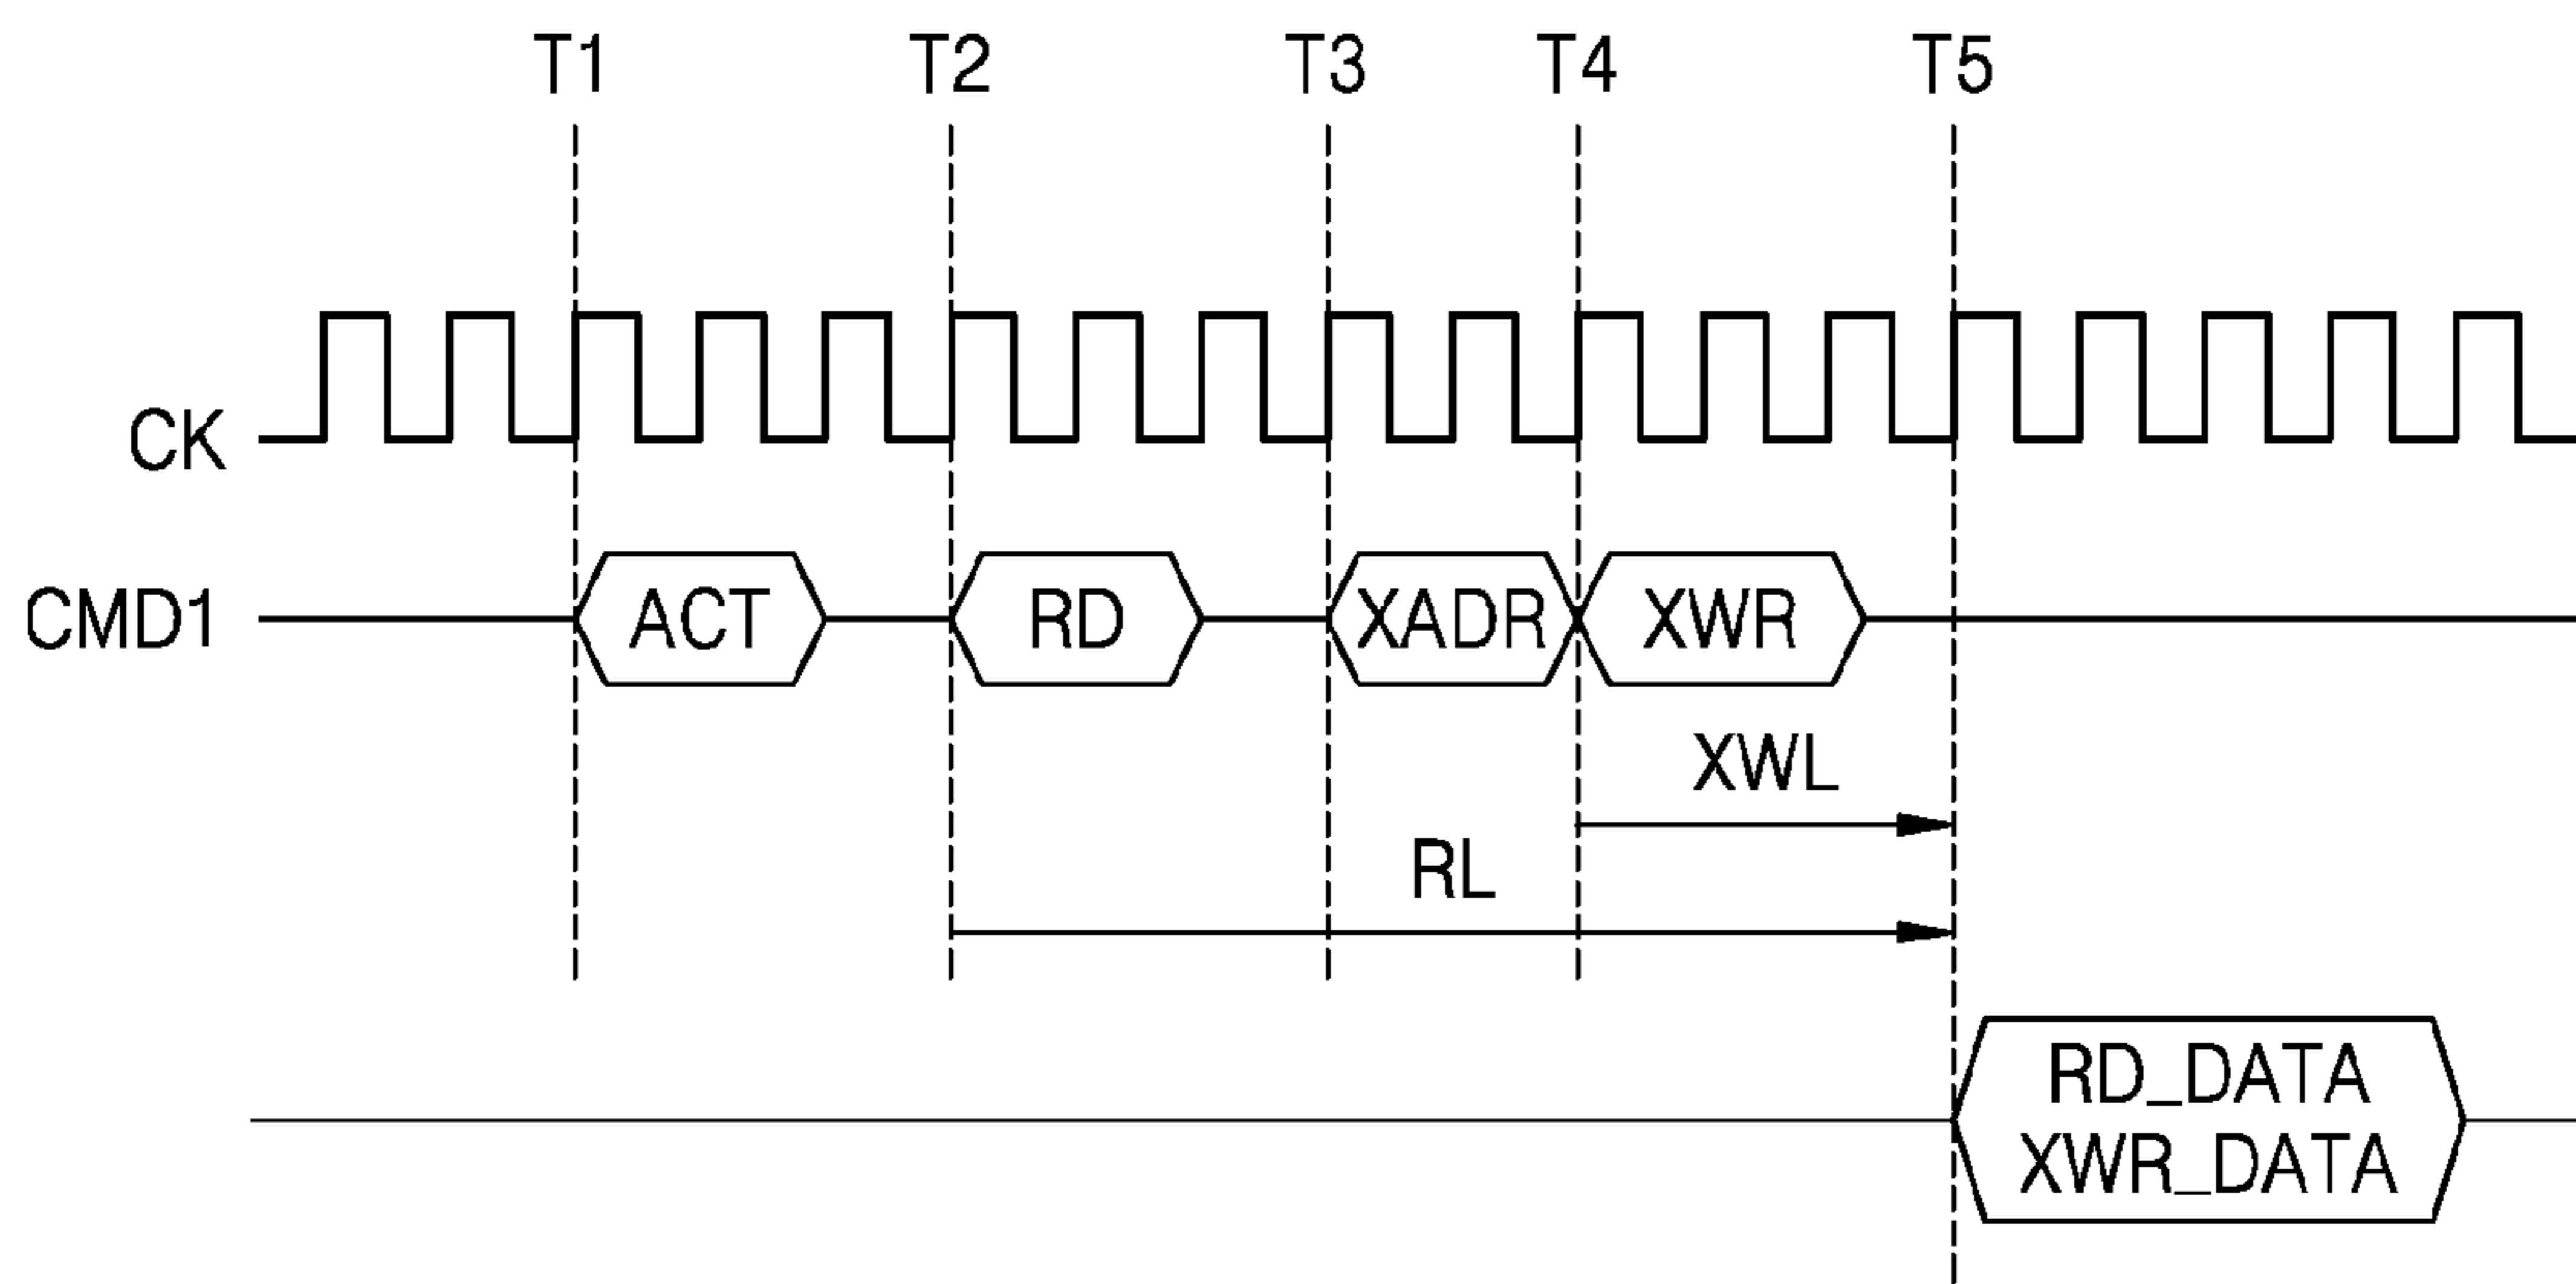 T1 T2 T3 T4 T5
CK
CMD1 ACT RD XADR XWR
XWL
RL
RD_DATA
XWR_DATA